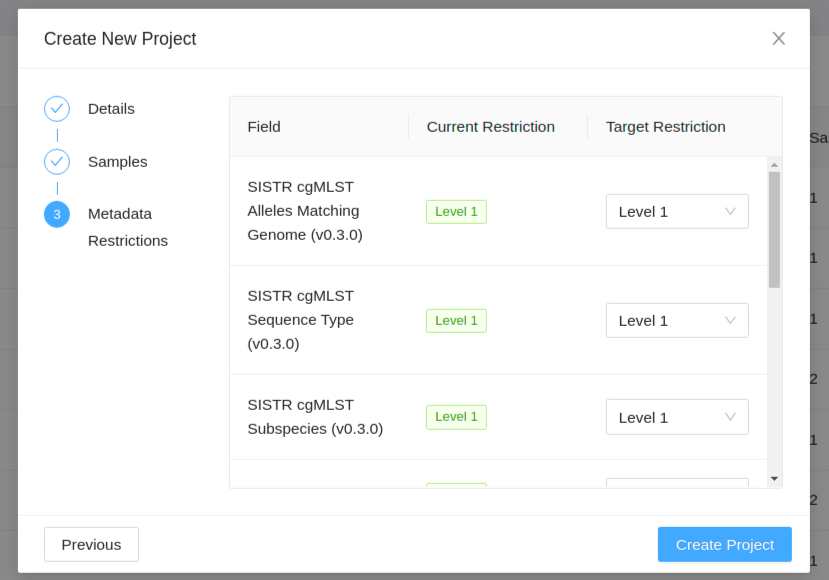 Create New Project
Details
Samples
3
Metadata
Restrictions
Field
Current Restriction
Target Restriction
SISTR cgMLST
Alleles Matching
Genome (v0.3.0)
Level 1
Level 1
SISTR cgMLST
Sequence Type
(v0.3.0)
Level 1
Level 1
SISTR cgMLST
Subspecies (v0.3.0)
Level 1
Level 1
Previous
Create Project
Sa
1
1
1
2
1
2
1